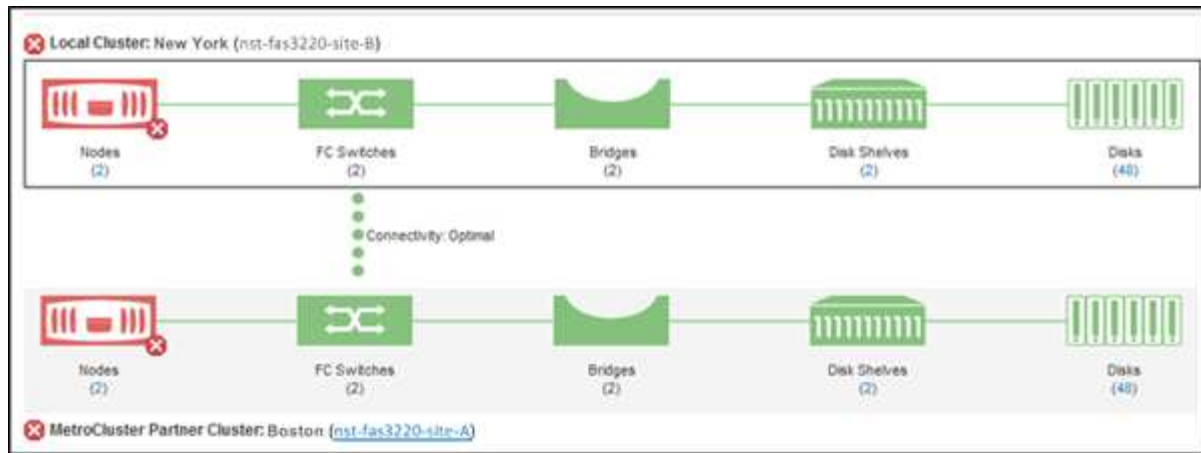 Local Cluster: New York (nst-fas3220-site-B)
Nodes FC Switches Bridges Disk Shelves Disks
(2) (2) (2) (2) (48)
Connectivity: Optimal
Nodes FC Switches Bridges Disk Shelves Disks
(2) (2) (2) (2) (48)
MetroCluster Partner Cluster: Boston (nst-fas3220-site-A)